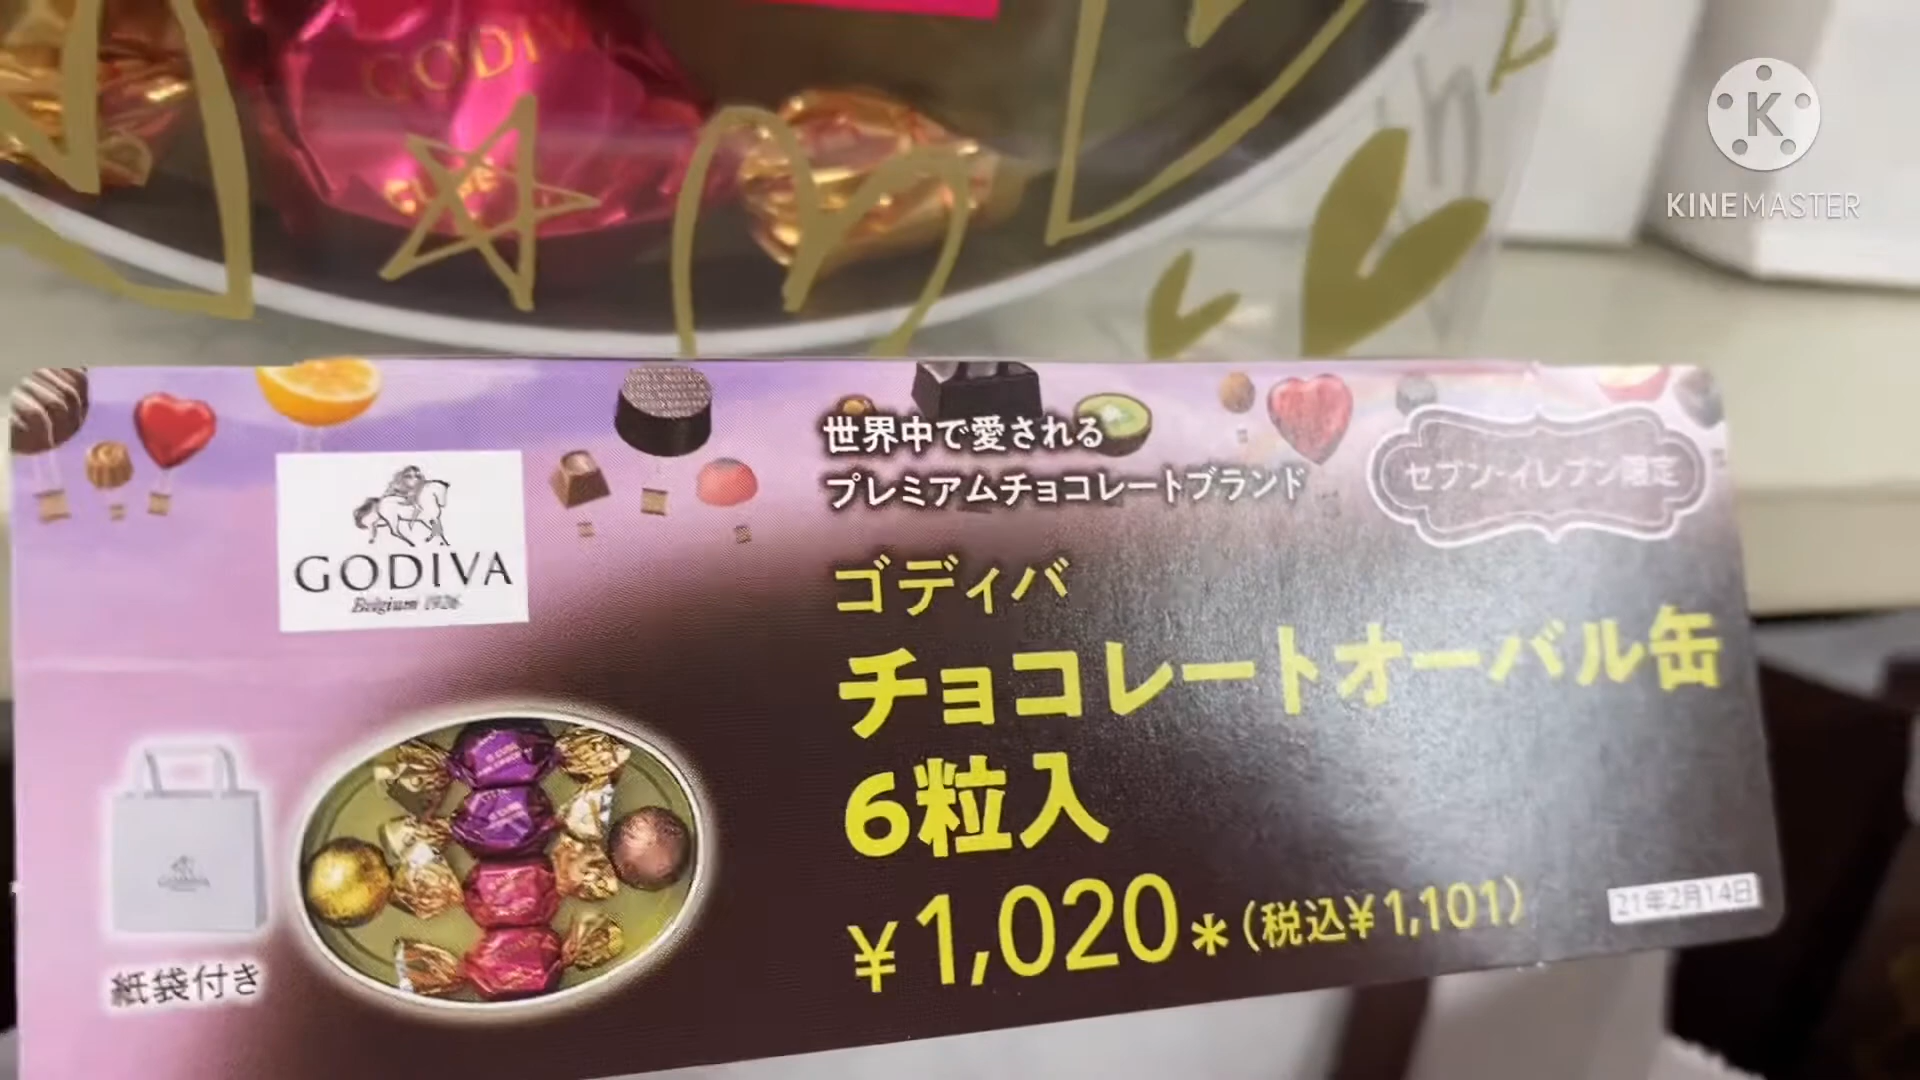 GODIV
K
KINEMASTER
世界中で愛される
プレミアムチョコレートブランド
セブン-イレブン限定
GODIVA
Belgium 1926
ゴディバ
チョコレートオーバル缶
6粒入
¥1,020*(税込¥1,101)
21年2月14日
GODIVA
紙袋付き